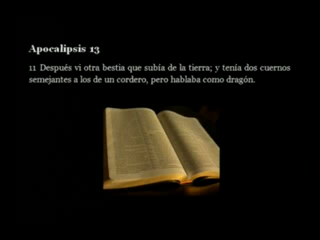 Apocalipsis 13
11 Después vi otra bestia que subía de la tierra; y tenía dos cuernos
semejantes a los de un cordero, pero hablaba como dragón.